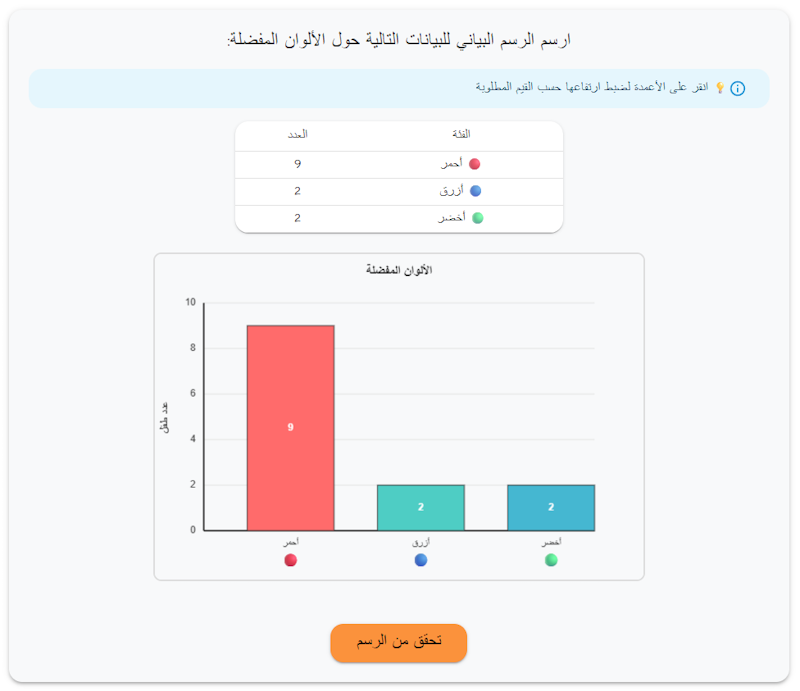 ارسم الرسم البياني للبيانات التالية حول الألوان المفضلة:
💡 انقر على الأعمدة لضبط ارتفاعها حسب القيم المطلوبة
الفئة العدد
أحمر 9
أزرق 2
أخضر 2
الألوان المفضلة
عدد طفل
10
8
6
4
2
0
9
2
2
أحمر
أزرق
أخضر
تحقق من الرسم